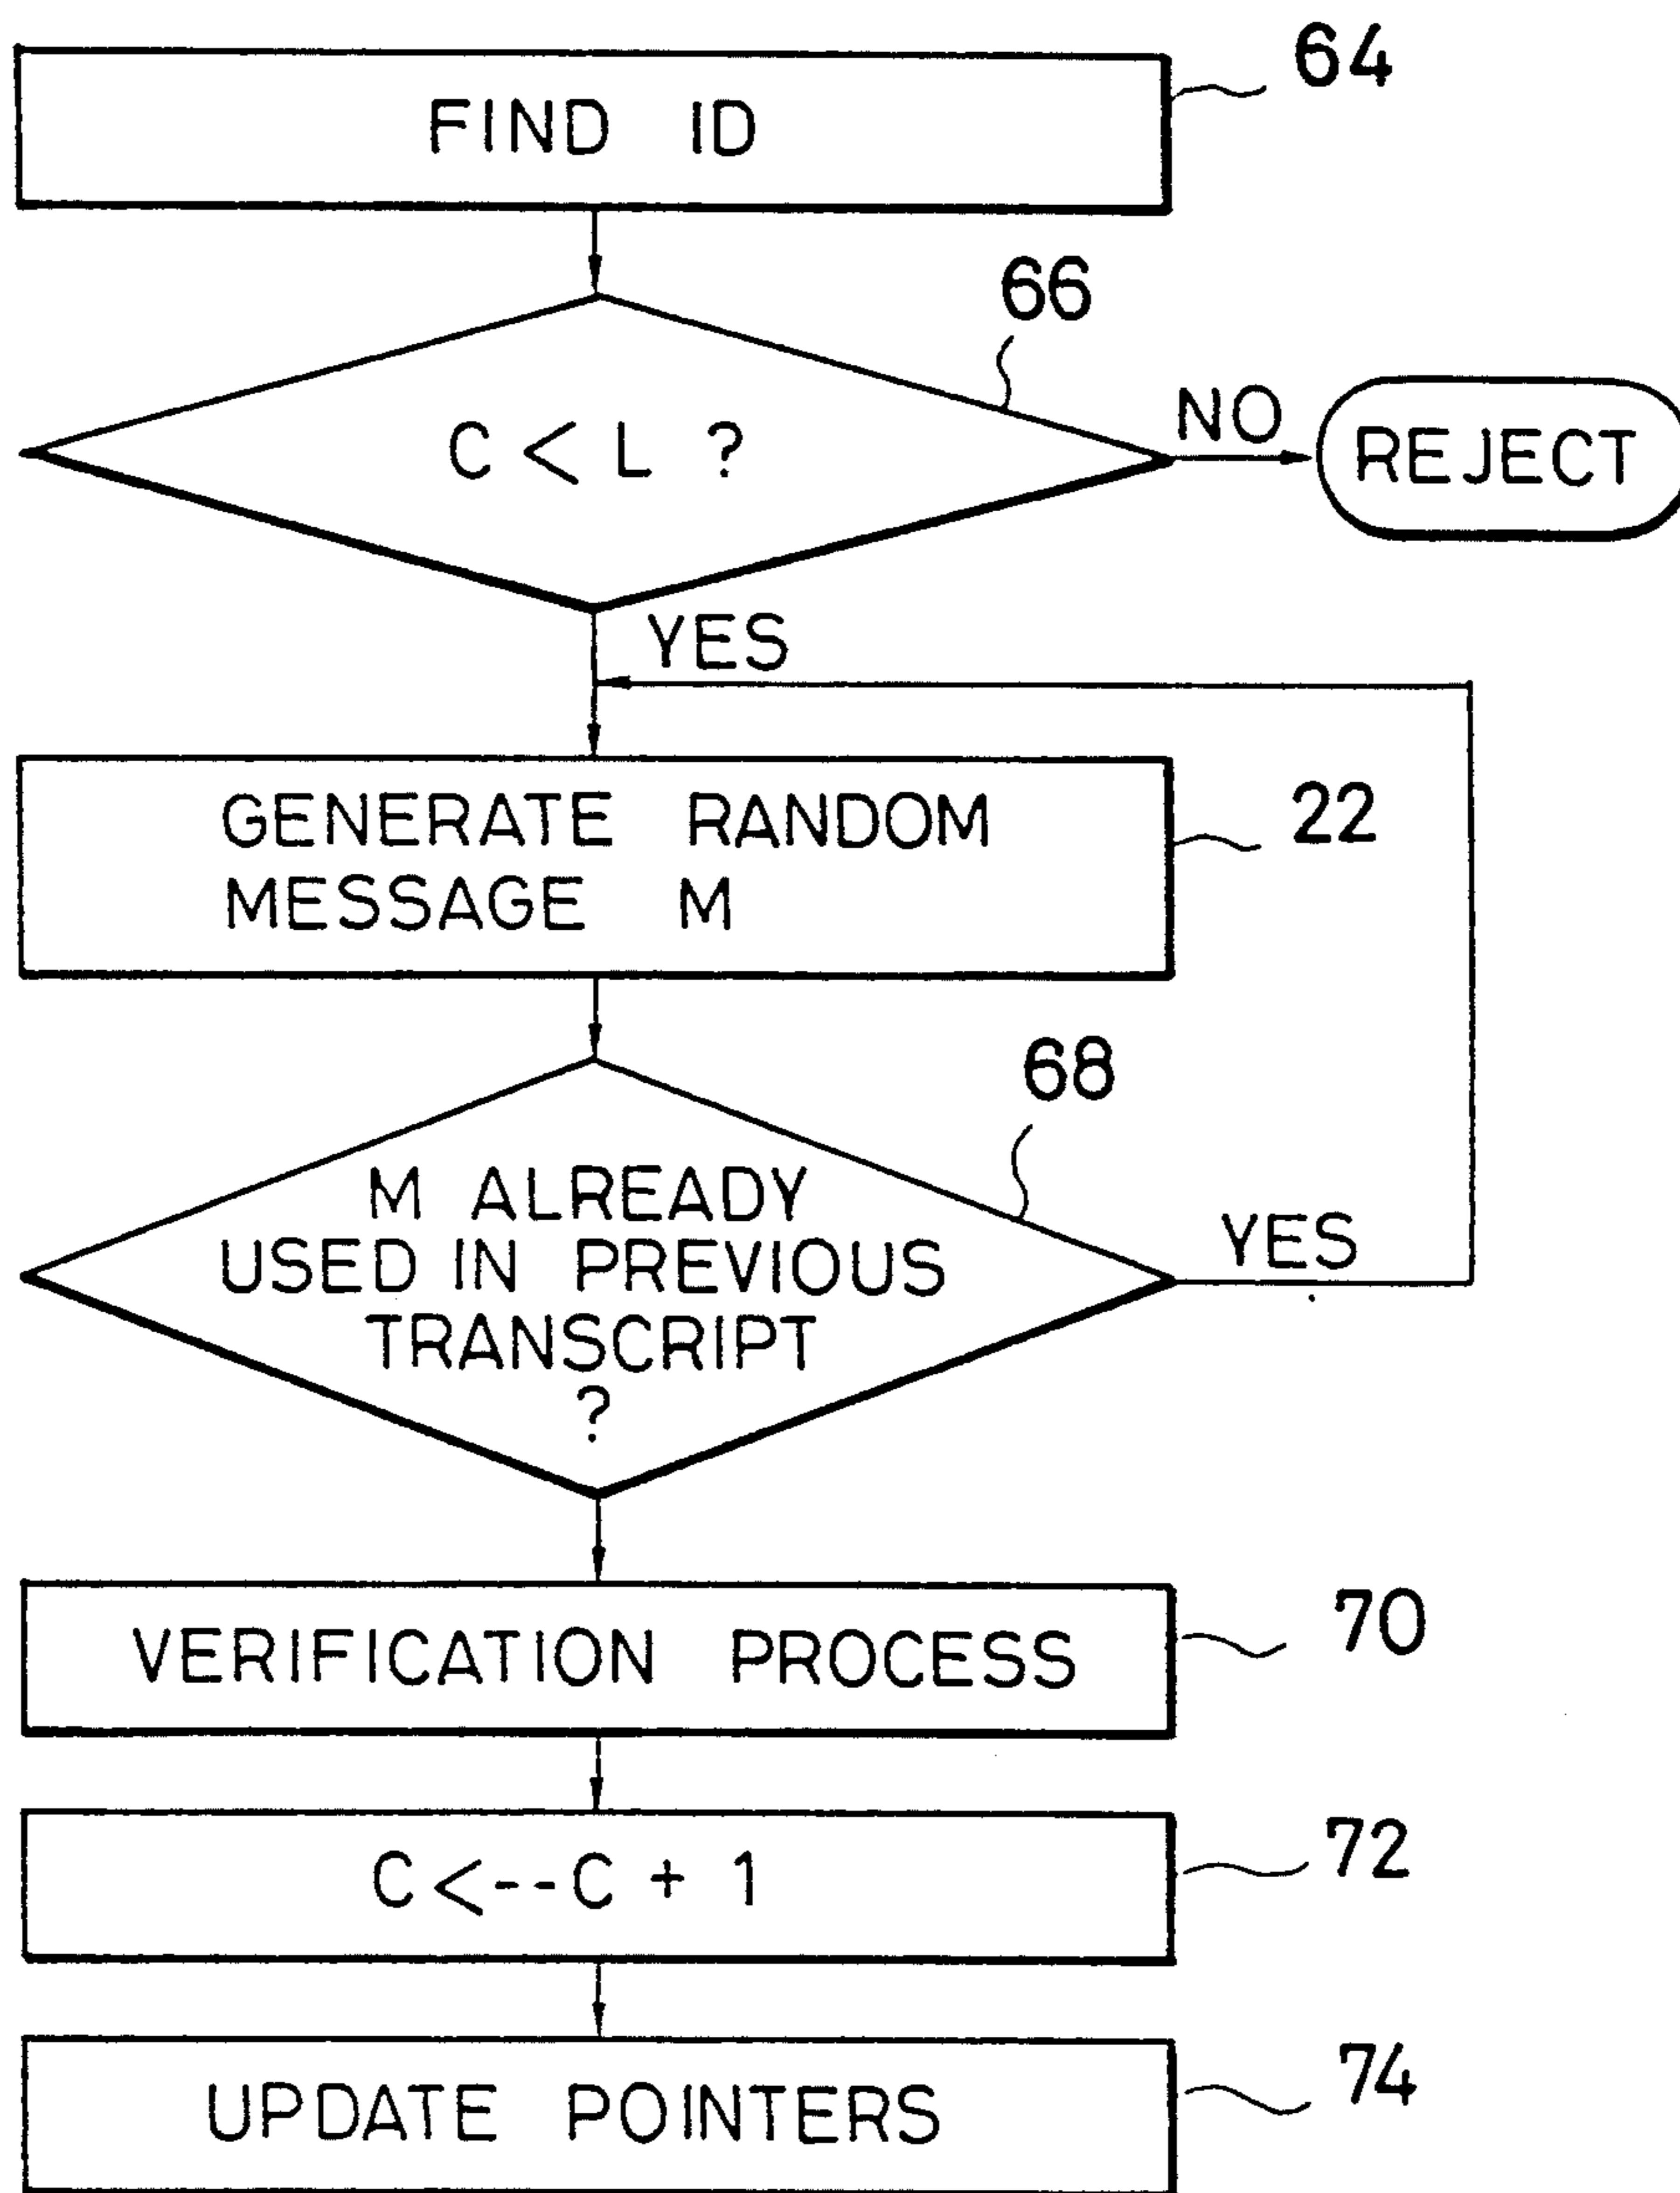 64
FIND ID
66
C < L ?
NO
REJECT
YES
GENERATE RANDOM
MESSAGE M
22
68
M ALREADY
USED IN PREVIOUS
TRANSCRIPT
?
YES
VERIFICATION PROCESS
70
C <--C + 1
72
UPDATE POINTERS
74